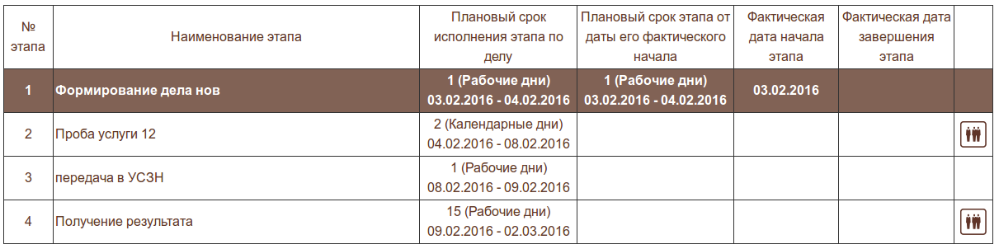 № этапа
Наименование этапа
Плановый срок исполнения этапа по делу
Плановый срок этапа от даты его фактического начала
Фактическая дата начала этапа
Фактическая дата завершения этапа
1
Формирование дела нов
1 (Рабочие дни)
03.02.2016 - 04.02.2016
1 (Рабочие дни)
03.02.2016 - 04.02.2016
03.02.2016
2
Проба услуги 12
2 (Календарные дни)
04.02.2016 - 08.02.2016
3
передача в УСЗН
1 (Рабочие дни)
08.02.2016 - 09.02.2016
4
Получение результата
15 (Рабочие дни)
09.02.2016 - 02.03.2016